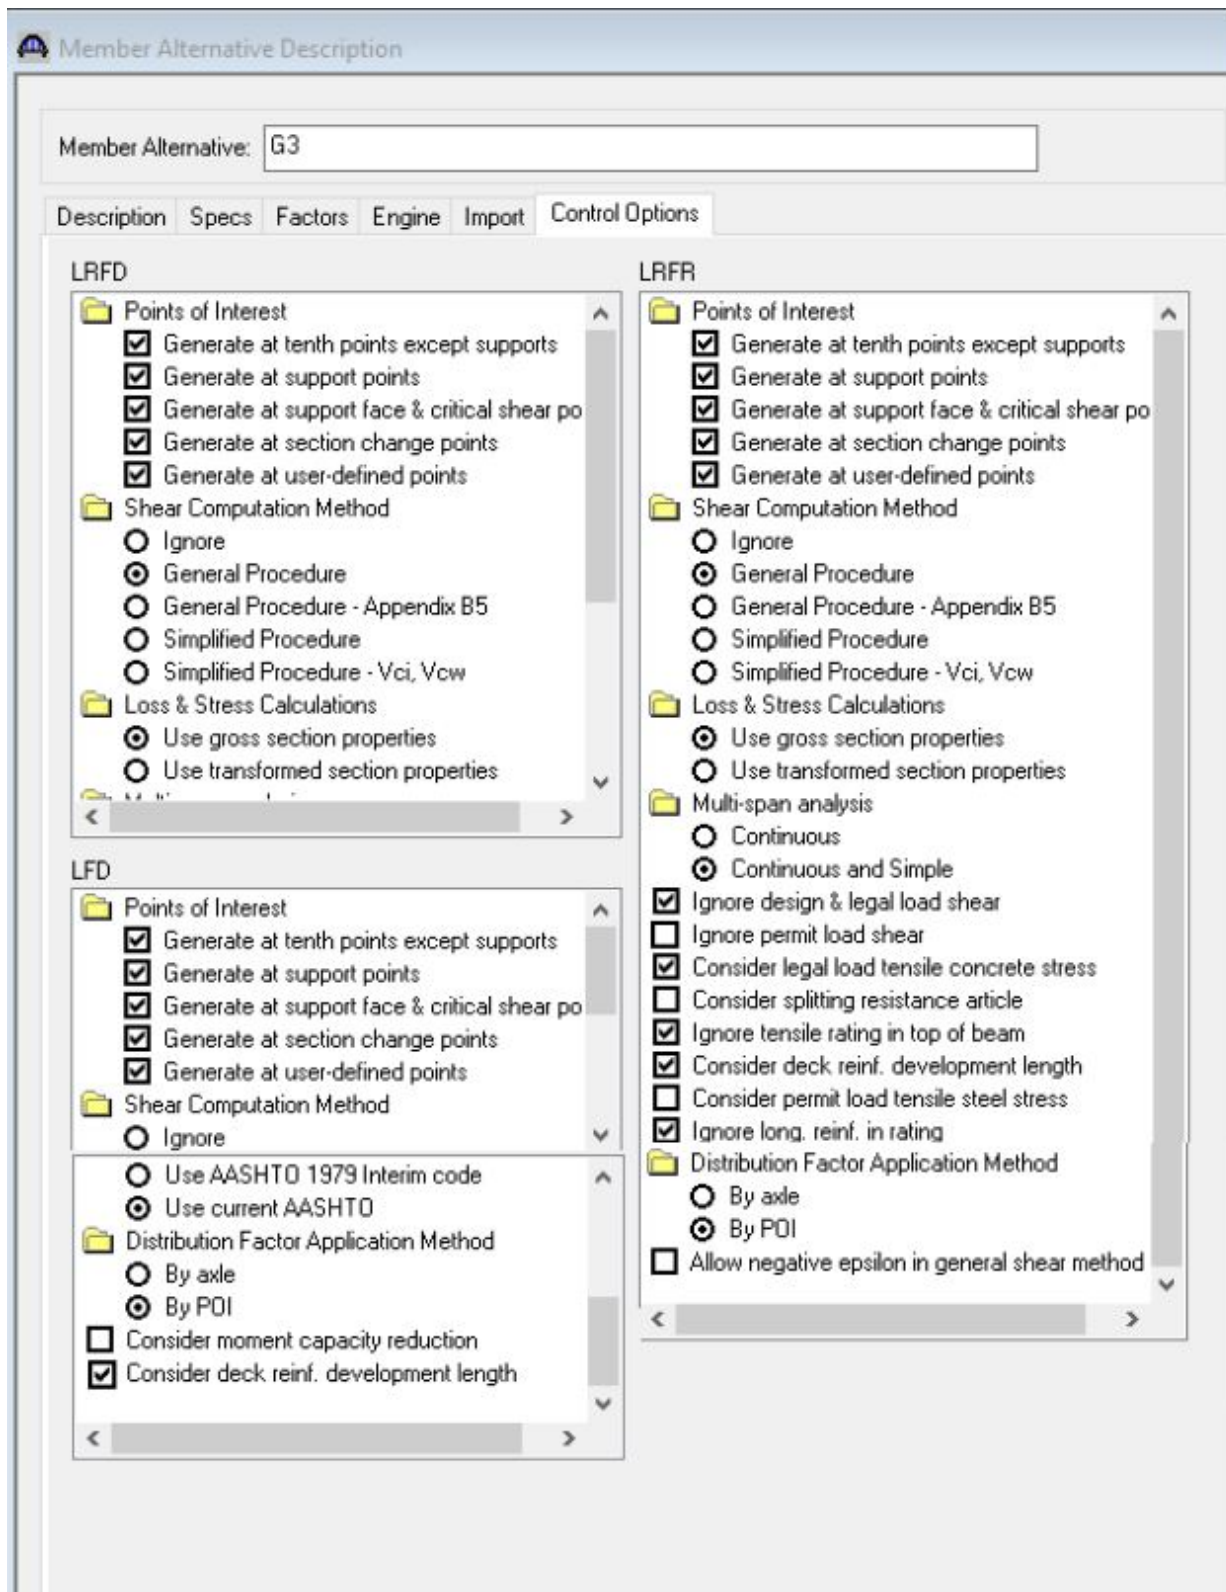 Member Alternative Description
Member Alternative: G3
Description Specs Factors Engine Import Control Options
LRFD
Points of Interest
Generate at tenth points except supports
Generate at support points
Generate at support face & critical shear po
Generate at section change points
Generate at user-defined points
Shear Computation Method
Ignore
General Procedure
General Procedure - Appendix B5
Simplified Procedure
Simplified Procedure - Vci, Vcw
Loss & Stress Calculations
Use gross section properties
Use transformed section properties
LFD
Points of Interest
Generate at tenth points except supports
Generate at support points
Generate at support face & critical shear po
Generate at section change points
Generate at user-defined points
Shear Computation Method
Ignore
Use AASHTO 1979 Interim code
Use current AASHTO
Distribution Factor Application Method
By axle
By POI
Consider moment capacity reduction
Consider deck reinf. development length
LRFR
Points of Interest
Generate at tenth points except supports
Generate at support points
Generate at support face & critical shear po
Generate at section change points
Generate at user-defined points
Shear Computation Method
Ignore
General Procedure
General Procedure - Appendix B5
Simplified Procedure
Simplified Procedure - Vci, Vcw
Loss & Stress Calculations
Use gross section properties
Use transformed section properties
Multi-span analysis
Continuous
Continuous and Simple
Ignore design & legal load shear
Ignore permit load shear
Consider legal load tensile concrete stress
Consider splitting resistance article
Ignore tensile rating in top of beam
Consider deck reinf. development length
Consider permit load tensile steel stress
Ignore long. reinf. in rating
Distribution Factor Application Method
By axle
By POI
Allow negative epsilon in general shear method